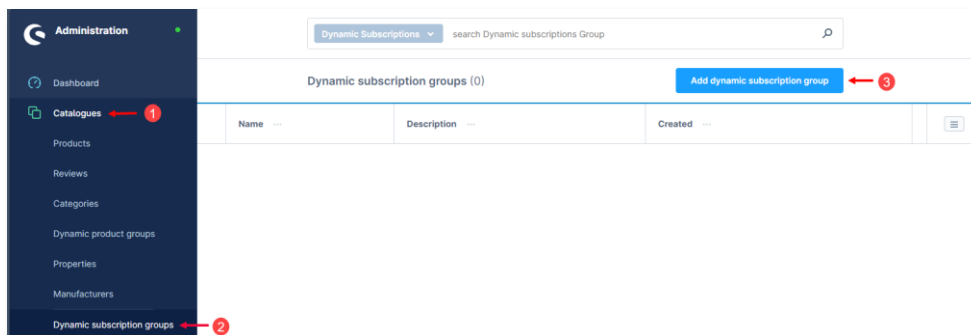 Administration
Dynamic Subscriptions
search Dynamic subscriptions Group
Dashboard
Dynamic subscription groups (0)
Add dynamic subscription group
3
Catalogues
1
Name ...
Description ...
Created ...
Products
Reviews
Categories
Dynamic product groups
Properties
Manufacturers
Dynamic subscription groups
2